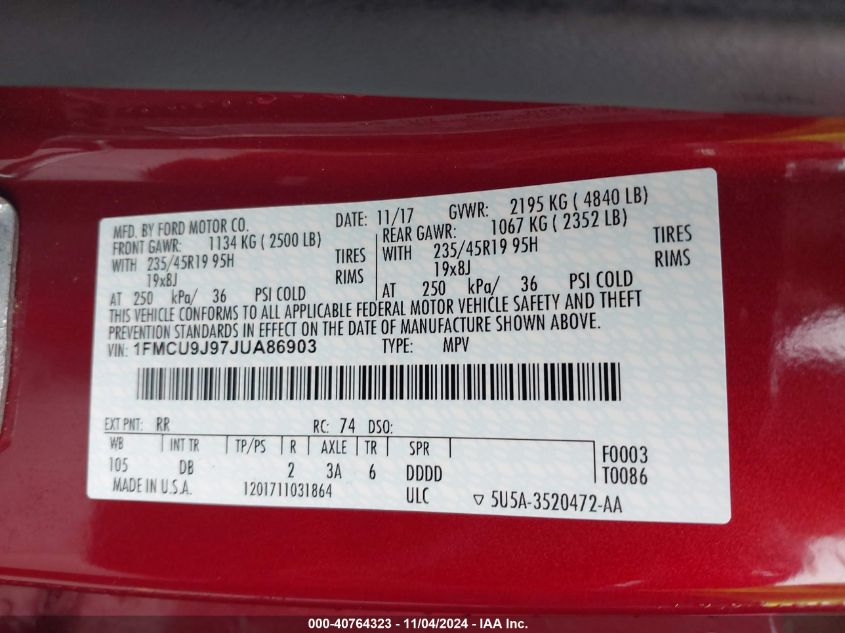 MFD. BY FORD MOTOR CO. DATE: 11/17 GVWR: 2195 KG ( 4840 LB)
FRONT GAWR: 1134 KG ( 2500 LB) REAR GAWR: 1067 KG ( 2352 LB)
WITH 235/45R19 95H TIRES WITH 235/45R19 95H TIRES
19x8J RIMS 19x8J RIMS
AT 250 kPa/ 36 PSI COLD AT 250 kPa/ 36 PSI COLD
THIS VEHICLE CONFORMS TO ALL APPLICABLE FEDERAL MOTOR VEHICLE SAFETY AND THEFT
PREVENTION STANDARDS IN EFFECT ON THE DATE OF MANUFACTURE SHOWN ABOVE.
VIN: 1FMCU9J97JUA86903 TYPE: MPV
EXT PNT: RR RC: 74 DSO:
WB INT TR TP/PS R AXLE TR SPR F0003
105 DB 2 3A 6 DDDD T0086
MADE IN U.S.A. 1201711031864 ULC ▽ 5U5A-3520472-AA
000-40764323 - 11/04/2024 - IAA Inc.